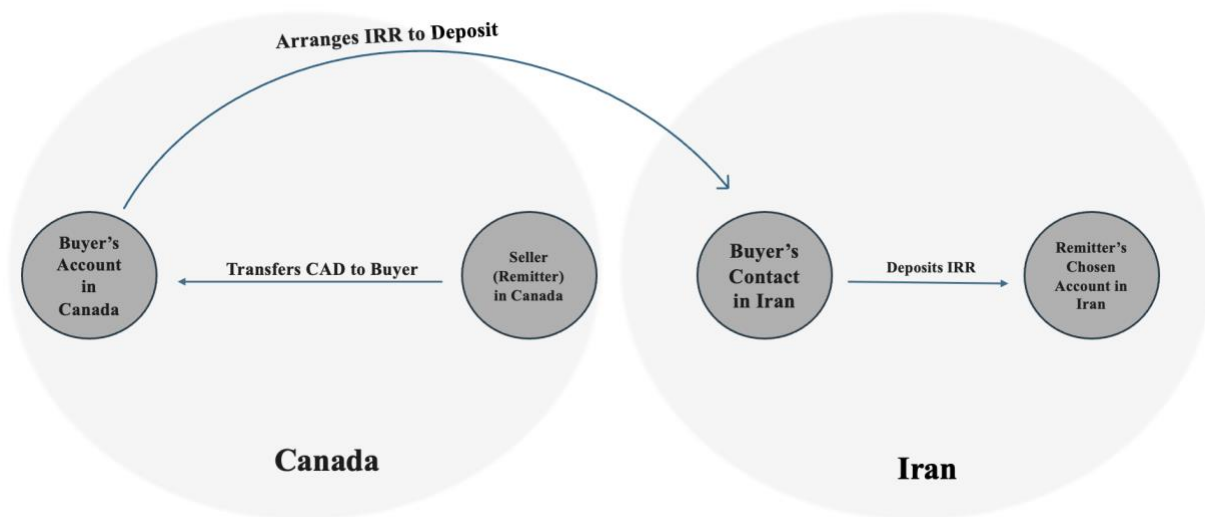 Arranges IRR to Deposit
Buyer's
Account
in
Canada
Transfers CAD to Buyer
Seller
(Remitter)
in Canada
Buyer's
Contact
in Iran
Deposits IRR
Remitter's
Chosen
Account in
Iran
Canada
Iran